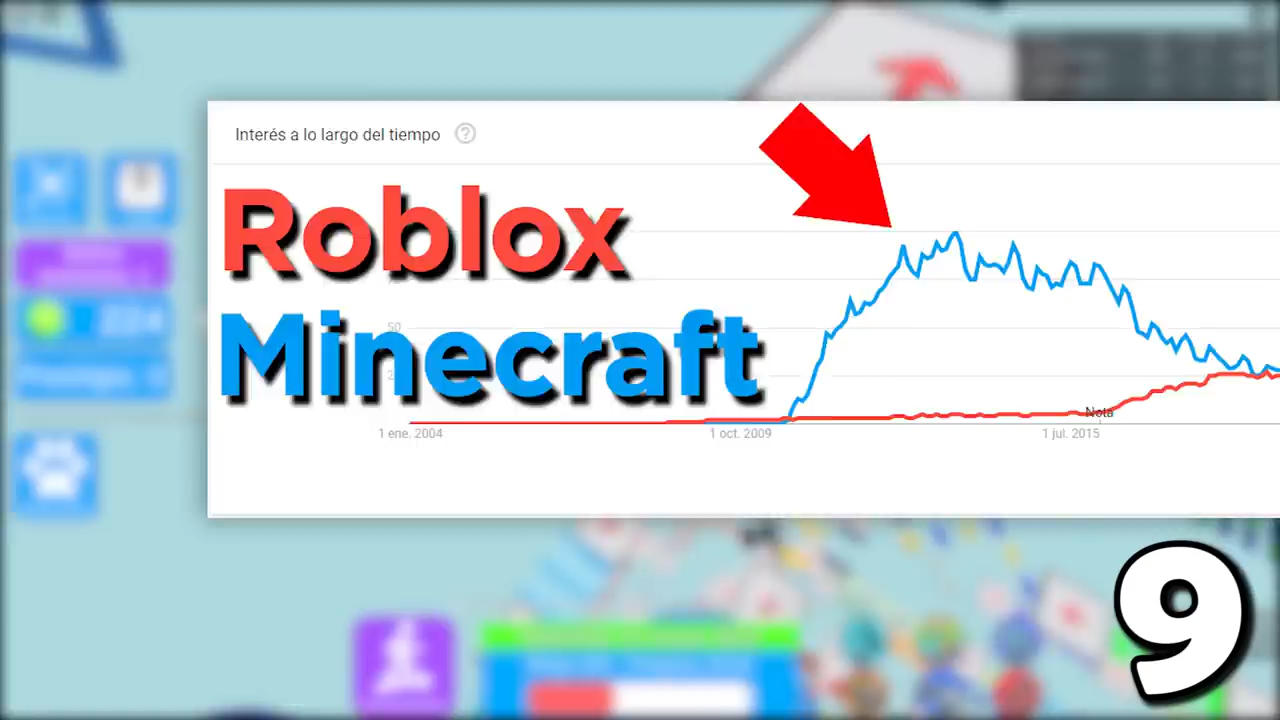 Interés a lo largo del tiempo ?
Roblox
Minecraft
50
Nota
1 ene. 2004
1 oct. 2009
1 jul. 2015
9